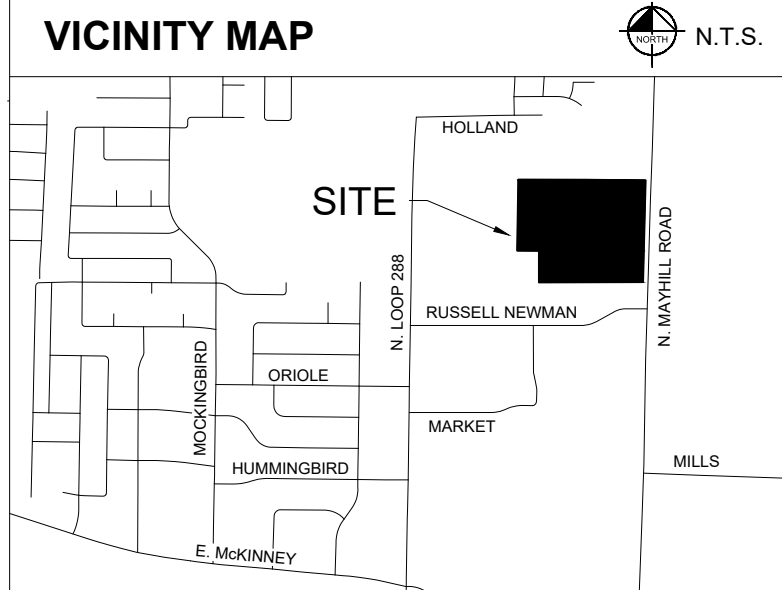 VICINITY MAP
NORTH
N.T.S.
HOLLAND
SITE
N. LOOP 288
N. MAYHILL ROAD
RUSSELL NEWMAN
MOCKINGBIRD
ORIOLE
MARKET
HUMMINGBIRD
MILLS
E. McKINNEY